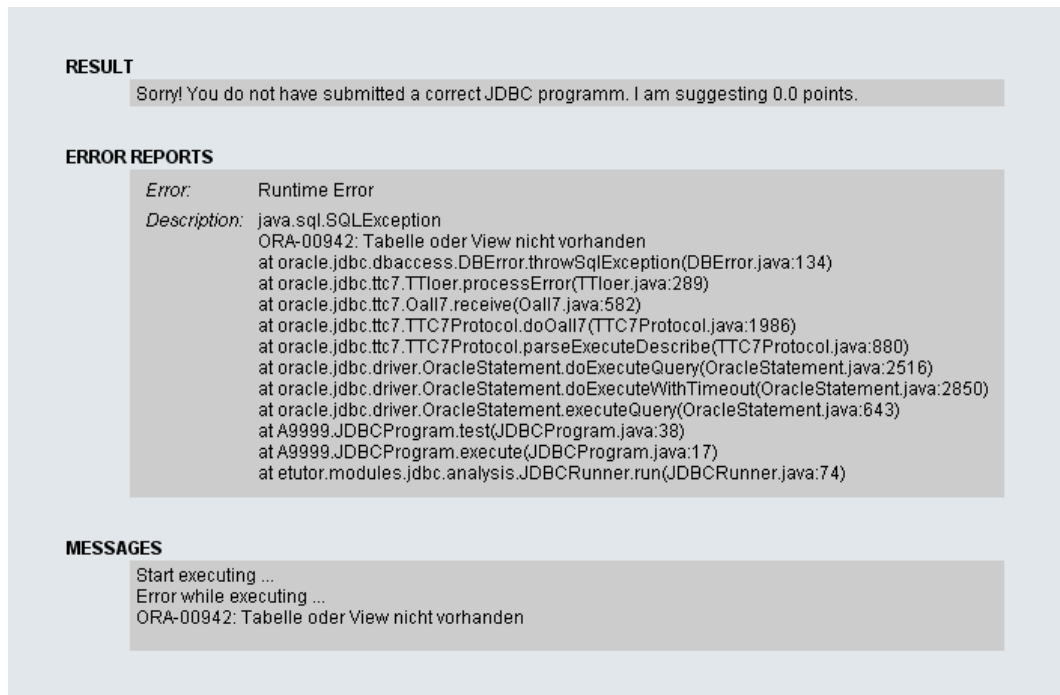 RESULT
Sorry! You do not have submitted a correct JDBC programm. I am suggesting 0.0 points.
ERROR REPORTS
Error: Runtime Error
Description: java.sql.SQLException
ORA-00942: Tabelle oder View nicht vorhanden
at oracle.jdbc.dbaccess.DBError.throwSqlException(DBError.java:134)
at oracle.jdbc.ttc7.TTIoer.processError(TTIoer.java:289)
at oracle.jdbc.ttc7.Oall7.receive(Oall7.java:582)
at oracle.jdbc.ttc7.TTC7Protocol.doOall7(TTC7Protocol.java:1986)
at oracle.jdbc.ttc7.TTC7Protocol.parseExecuteDescribe(TTC7Protocol.java:880)
at oracle.jdbc.driver.OracleStatement.doExecuteQuery(OracleStatement.java:2516)
at oracle.jdbc.driver.OracleStatement.doExecuteWithTimeout(OracleStatement.java:2850)
at oracle.jdbc.driver.OracleStatement.executeQuery(OracleStatement.java:643)
at A9999.JDBCProgram.test(JDBCProgram.java:38)
at A9999.JDBCProgram.execute(JDBCProgram.java:17)
at etutor.modules.jdbc.analysis.JDBCRunner.run(JDBCRunner.java:74)
MESSAGES
Start executing ...
Error while executing ...
ORA-00942: Tabelle oder View nicht vorhanden